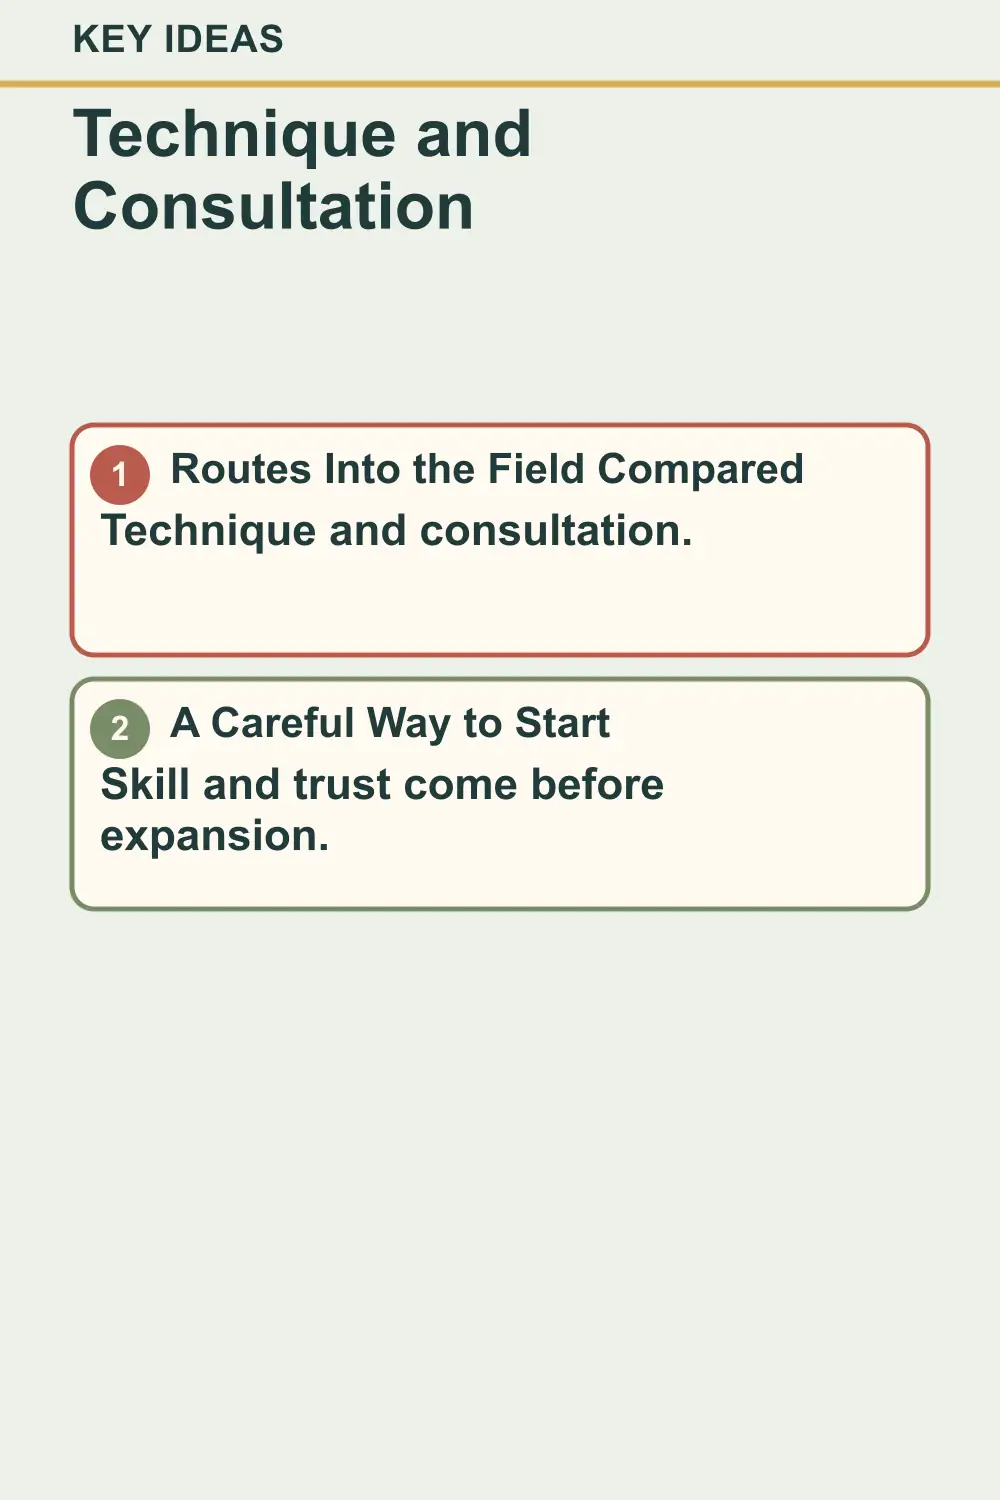 KEY IDEAS
Technique and
Consultation
1 Routes Into the Field Compared
Technique and consultation.
2 A Careful Way to Start
Skill and trust come before
expansion.